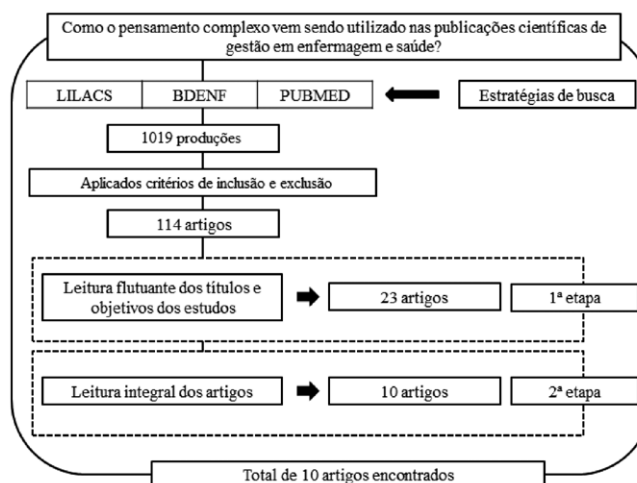 Como o pensamento complexo vem sendo utilizado nas publicações científicas de
gestão em enfermagem e saúde?
LILACS
BDENF
PUBMED
Estratégias de busca
1019 produções
Aplicados critérios de inclusão e exclusão
114 artigos
Leitura flutuante dos títulos e
objetivos dos estudos
23 artigos
1ª etapa
Leitura integral dos artigos
10 artigos
2ª etapa
Total de 10 artigos encontrados